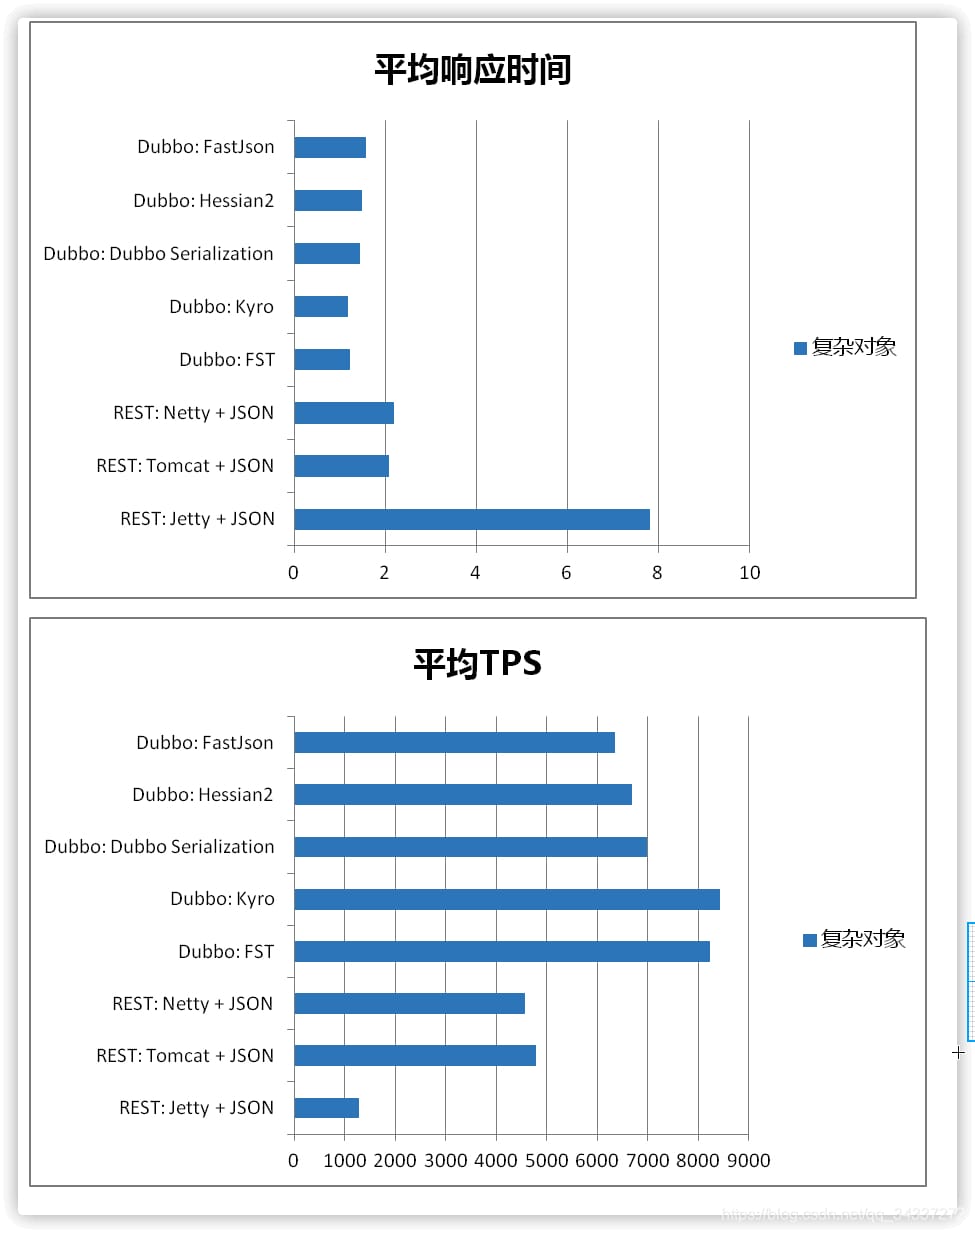 平均响应时间
Dubbo: FastJson
Dubbo: Hessian2
Dubbo: Dubbo Serialization
Dubbo: Kyro
Dubbo: FST
REST: Netty + JSON
REST: Tomcat + JSON
REST: Jetty + JSON
0 2 4 6 8 10
复杂对象
平均TPS
Dubbo: FastJson
Dubbo: Hessian2
Dubbo: Dubbo Serialization
Dubbo: Kyro
Dubbo: FST
REST: Netty + JSON
REST: Tomcat + JSON
REST: Jetty + JSON
0 1000 2000 3000 4000 5000 6000 7000 8000 9000
复杂对象